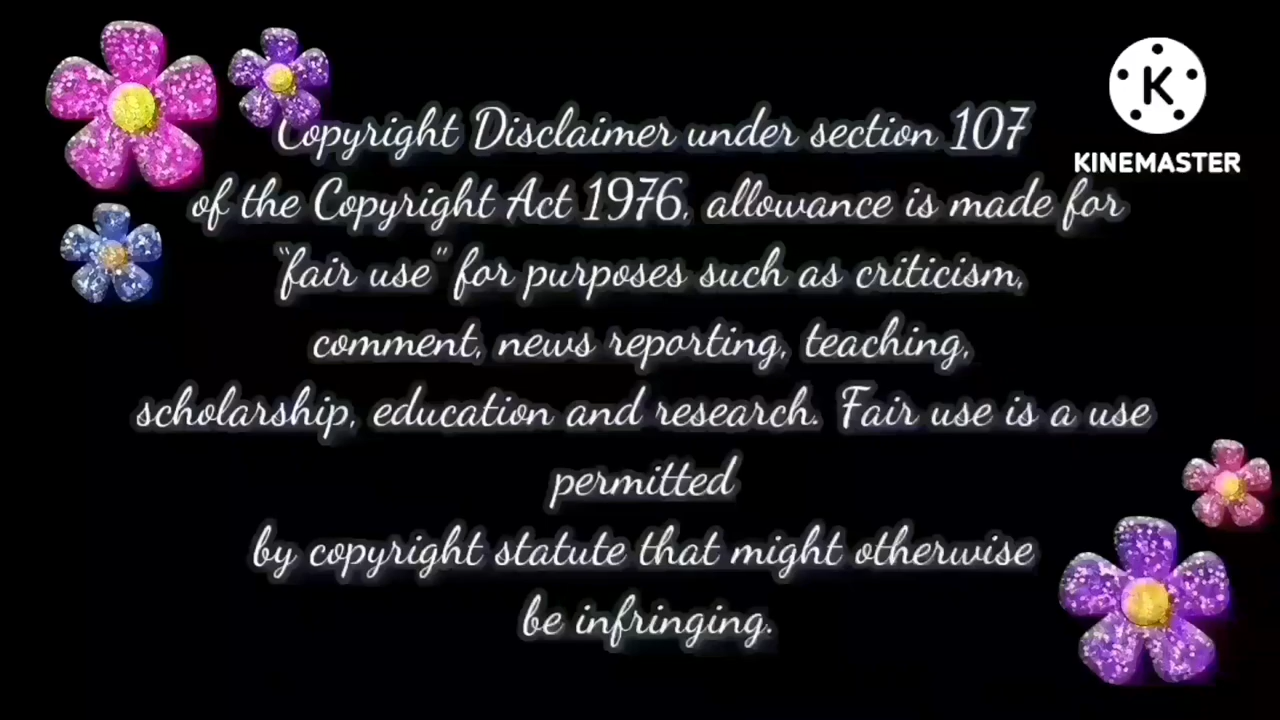 Copyright Disclaimer under section 107
of the Copyright Act 1976, allowance is made for
"fair use" for purposes such as criticism,
comment, news reporting, teaching,
scholarship, education and research. Fair use is a use
permitted
by copyright statute that might otherwise
be infringing.
K
KINEMASTER